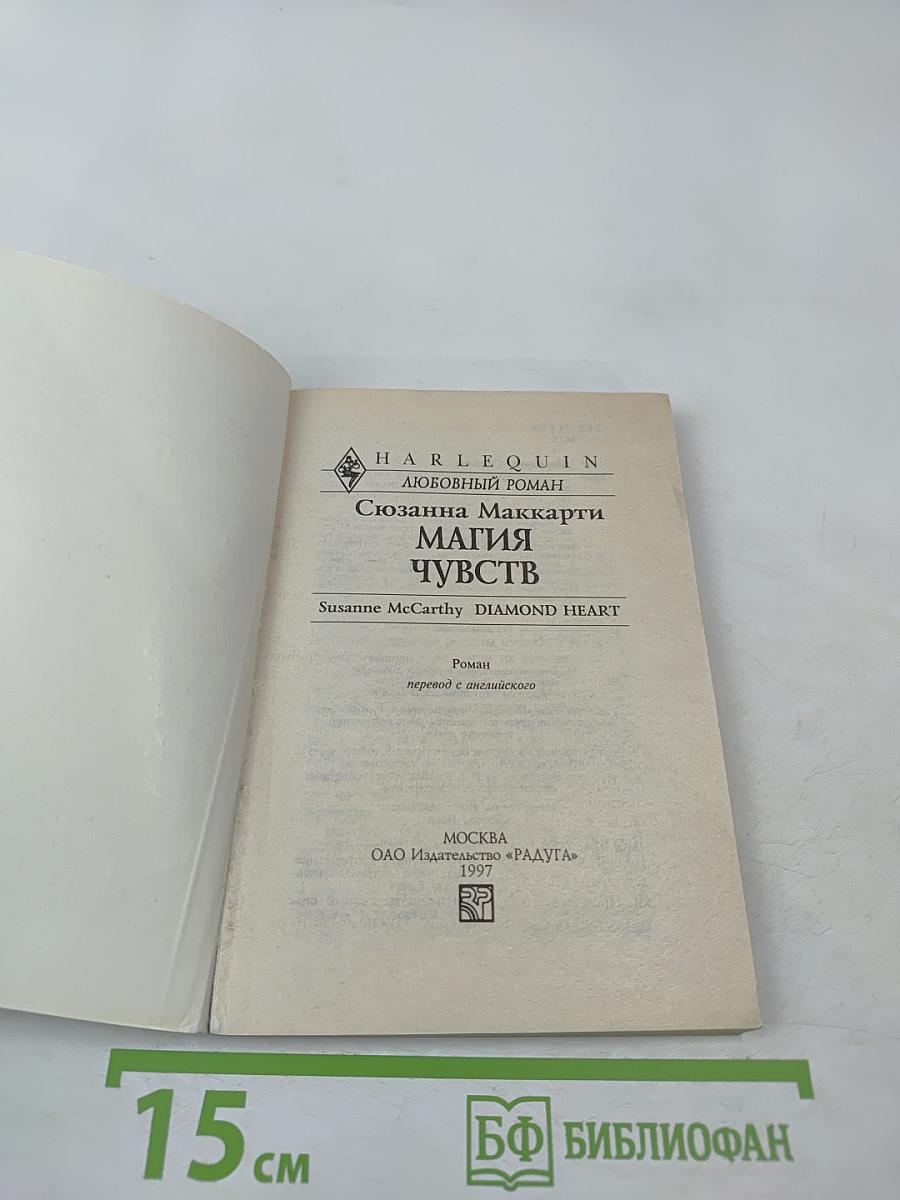 HARLEQUIN
ЛЮБОВНЫЙ РОМАН
Сюзанна Маккарти
МАГИЯ
ЧУВСТВ
Susanne McCarthy DIAMOND HEART
Роман
перевод с английского
МОСКВА
ОАО Издательство «РАДУГА»
1997
15 см
БФ БИБЛИОФАН